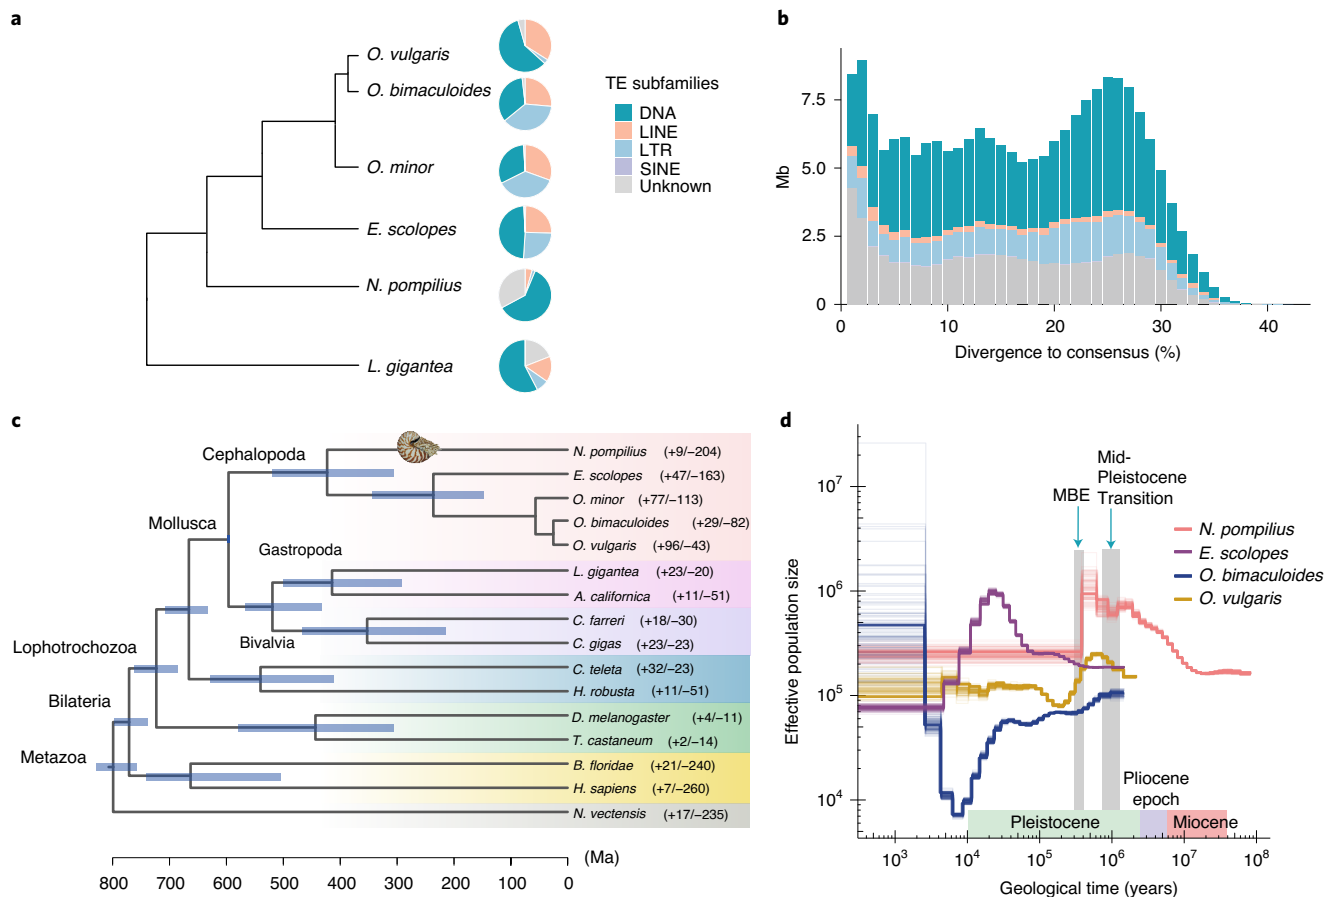 a
O. vulgaris
O. bimaculoides
O. minor
E. scolopes
N. pompilius
L. gigantea
TE subfamilies
DNA
LINE
LTR
SINE
Unknown
b
Mb
7.5
5.0
2.5
0
0 10 20 30 40
Divergence to consensus (%)
c
Cephalopoda
Mollusca
Gastropoda
Bivalvia
Lophotrochozoa
Bilateria
Metazoa
N. pompilius (+9/−204)
E. scolopes (+47/−163)
O. minor (+77/−113)
O. bimaculoides (+29/−82)
O. vulgaris (+96/−43)
L. gigantea (+23/−20)
A. californica (+11/−51)
C. farreri (+18/−30)
C. gigas (+23/−23)
C. teleta (+32/−23)
H. robusta (+11/−51)
D. melanogaster (+4/−11)
T. castaneum (+2/−14)
B. floridae (+21/−240)
H. sapiens (+7/−260)
N. vectensis (+17/−235)
(Ma)
800 700 600 500 400 300 200 100 0
d
Effective population size
10⁷
10⁶
10⁵
10⁴
MBE
Mid-
Pleistocene
Transition
N. pompilius
E. scolopes
O. bimaculoides
O. vulgaris
Pliocene
epoch
Pleistocene
Miocene
10³ 10⁴ 10⁵ 10⁶ 10⁷ 10⁸
Geological time (years)